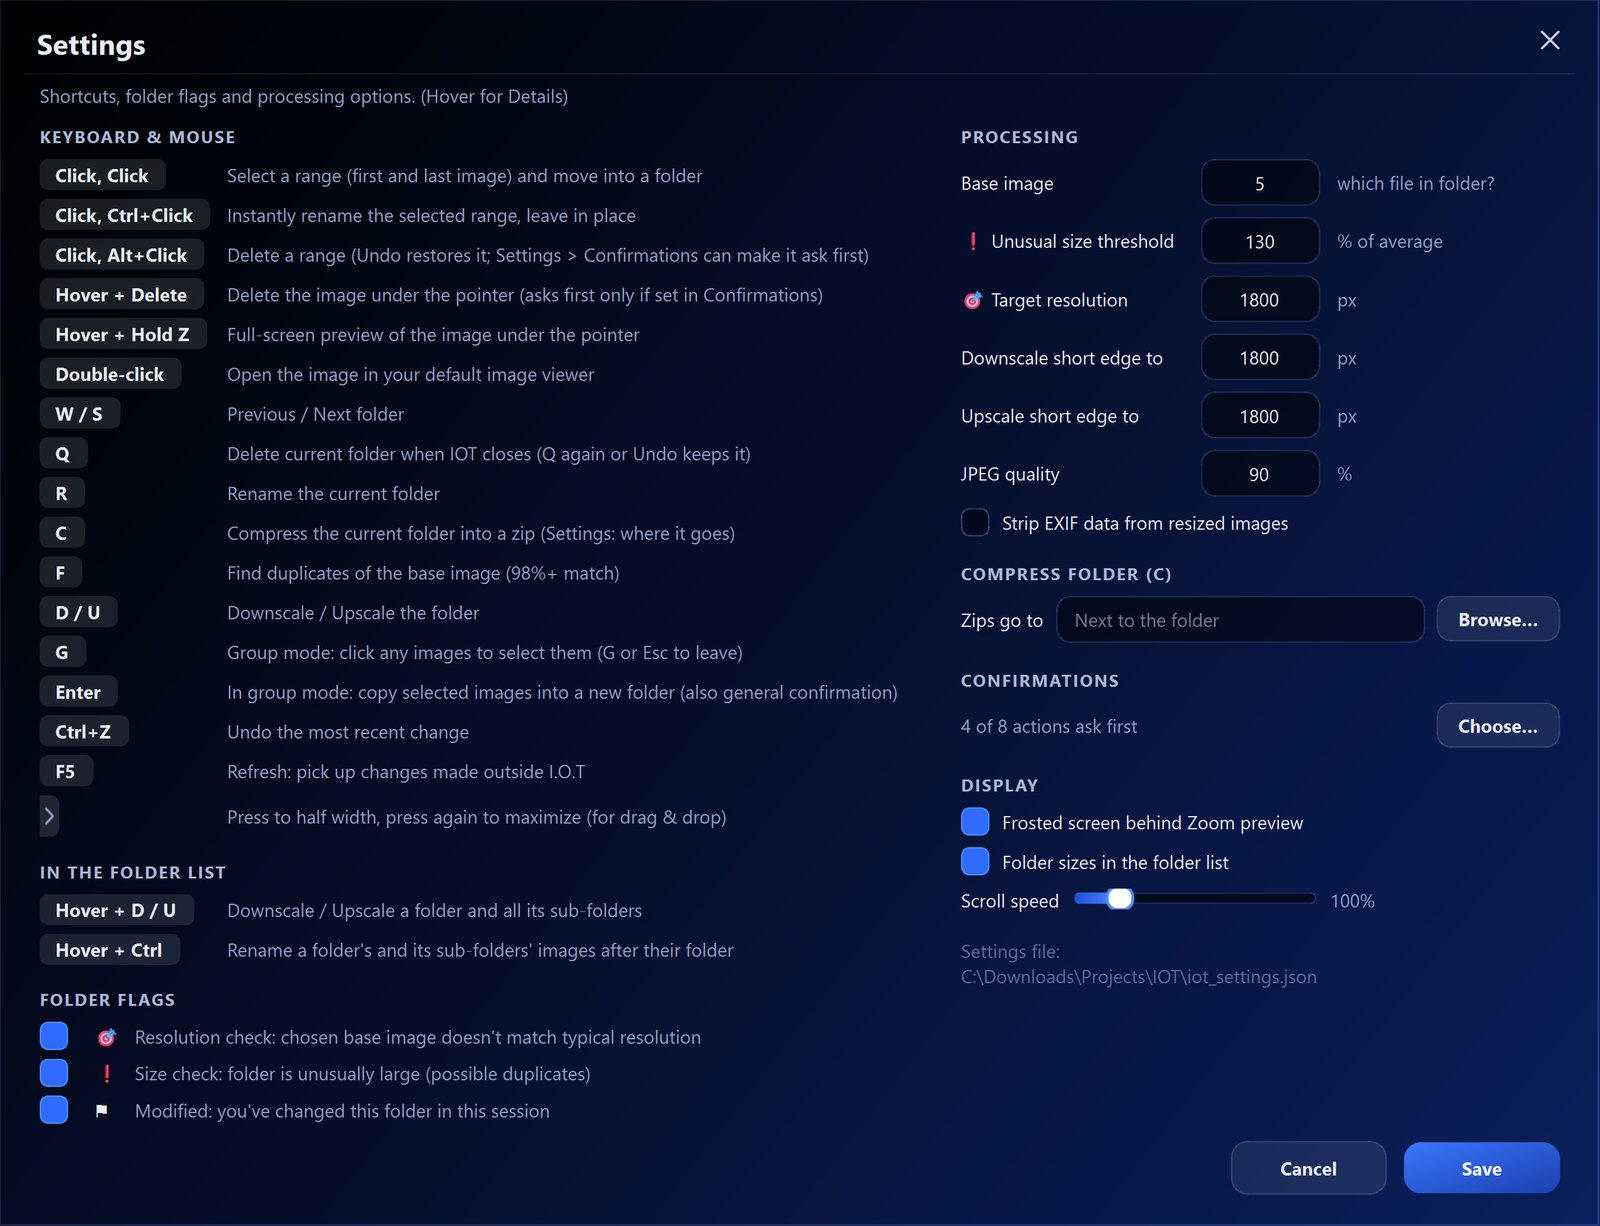 Settings
Shortcuts, folder flags and processing options. (Hover for Details)
KEYBOARD & MOUSE
Click, Click Select a range (first and last image) and move into a folder
Click, Ctrl+Click Instantly rename the selected range, leave in place
Click, Alt+Click Delete a range (Undo restores it; Settings > Confirmations can make it ask first)
Hover + Delete Delete the image under the pointer (asks first only if set in Confirmations)
Hover + Hold Z Full-screen preview of the image under the pointer
Double-click Open the image in your default image viewer
W / S Previous / Next folder
Q Delete current folder when IOT closes (Q again or Undo keeps it)
R Rename the current folder
C Compress the current folder into a zip (Settings: where it goes)
F Find duplicates of the base image (98%+ match)
D / U Downscale / Upscale the folder
G Group mode: click any images to select them (G or Esc to leave)
Enter In group mode: copy selected images into a new folder (also general confirmation)
Ctrl+Z Undo the most recent change
F5 Refresh: pick up changes made outside I.O.T
Press to half width, press again to maximize (for drag & drop)
IN THE FOLDER LIST
Hover + D / U Downscale / Upscale a folder and all its sub-folders
Hover + Ctrl Rename a folder's and its sub-folders' images after their folder
FOLDER FLAGS
Resolution check: chosen base image doesn't match typical resolution
Size check: folder is unusually large (possible duplicates)
Modified: you've changed this folder in this session
PROCESSING
Base image 5 which file in folder?
Unusual size threshold 130 % of average
Target resolution 1800 px
Downscale short edge to 1800 px
Upscale short edge to 1800 px
JPEG quality 90 %
Strip EXIF data from resized images
COMPRESS FOLDER (C)
Zips go to Next to the folder Browse...
CONFIRMATIONS
4 of 8 actions ask first Choose...
DISPLAY
Frosted screen behind Zoom preview
Folder sizes in the folder list
Scroll speed 100%
Settings file:
C:\Downloads\Projects\IOT\iot_settings.json
Cancel Save